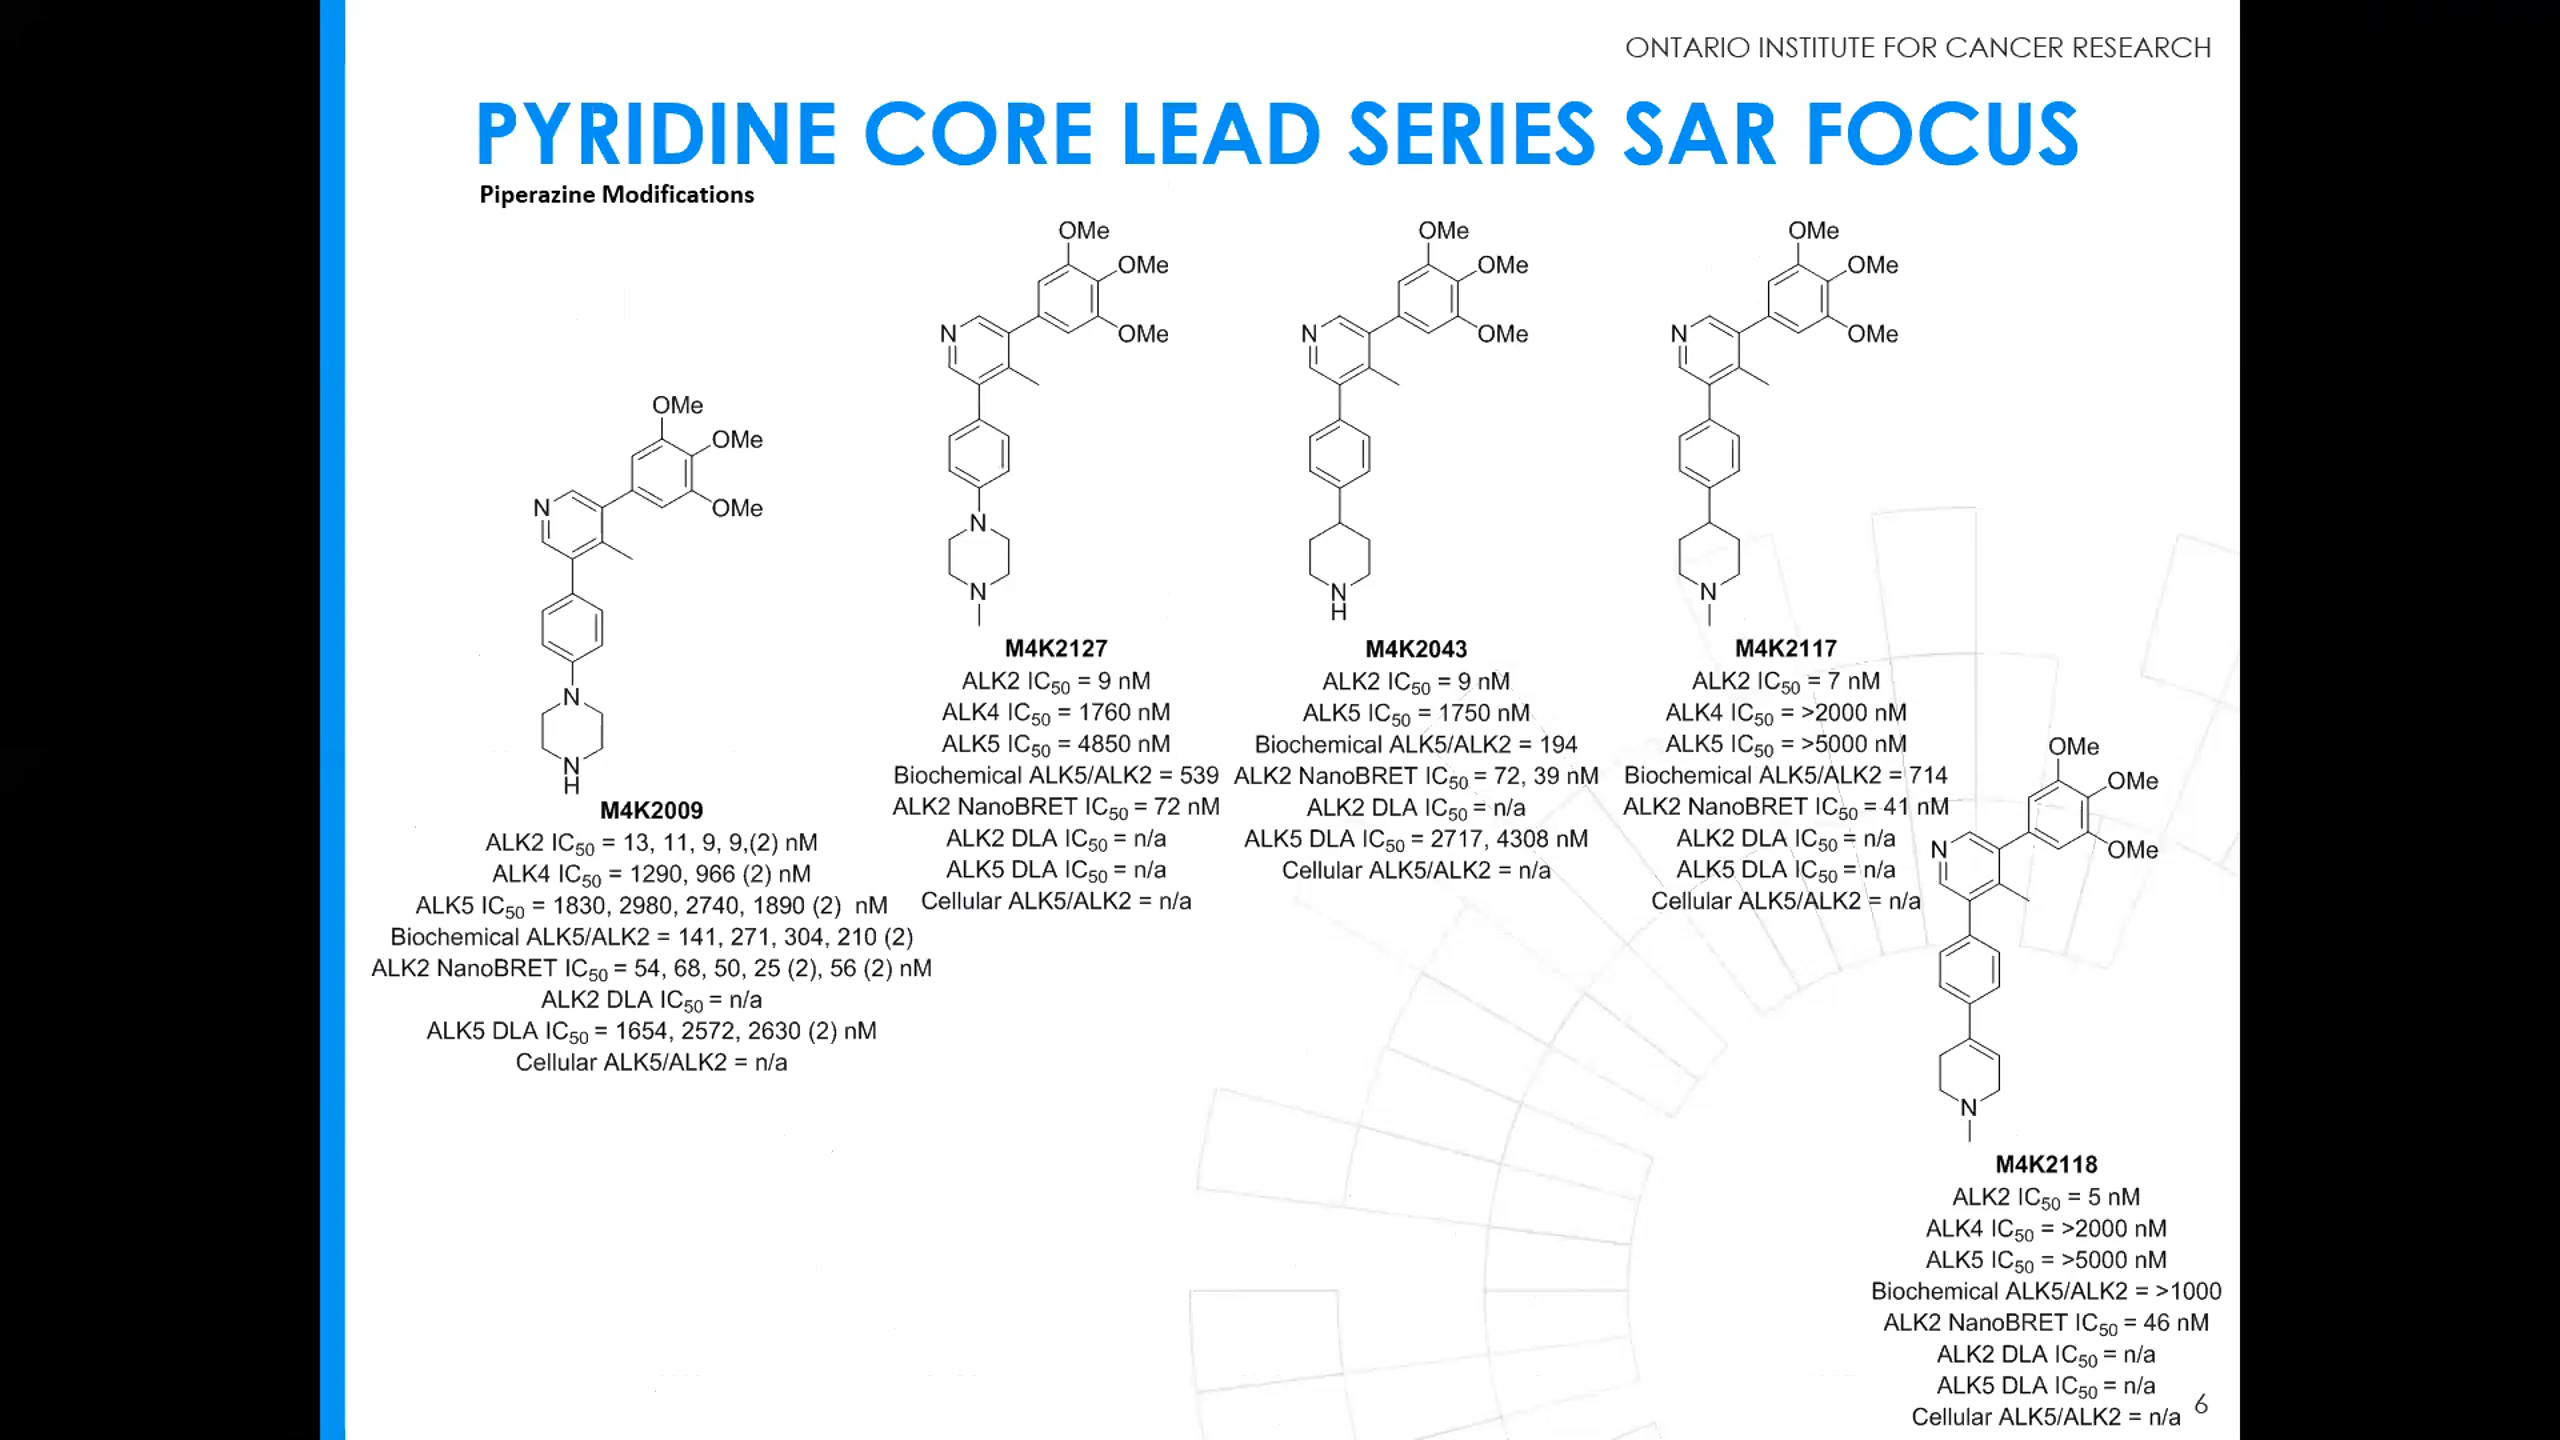 ONTARIO INSTITUTE FOR CANCER RESEARCH
PYRIDINE CORE LEAD SERIES SAR FOCUS
Piperazine Modifications
OMe
OMe
OMe
N
N
N
H
M4K2009
ALK2 IC50 = 13, 11, 9, 9,(2) nM
ALK4 IC50 = 1290, 966 (2) nM
ALK5 IC50 = 1830, 2980, 2740, 1890 (2) nM
Biochemical ALK5/ALK2 = 141, 271, 304, 210 (2)
ALK2 NanoBRET IC50 = 54, 68, 50, 25 (2), 56 (2) nM
ALK2 DLA IC50 = n/a
ALK5 DLA IC50 = 1654, 2572, 2630 (2) nM
Cellular ALK5/ALK2 = n/a
OMe
OMe
OMe
N
N
N
M4K2127
ALK2 IC50 = 9 nM
ALK4 IC50 = 1760 nM
ALK5 IC50 = 4850 nM
Biochemical ALK5/ALK2 = 539
ALK2 NanoBRET IC50 = 72 nM
ALK2 DLA IC50 = n/a
ALK5 DLA IC50 = n/a
Cellular ALK5/ALK2 = n/a
OMe
OMe
OMe
N
N
H
M4K2043
ALK2 IC50 = 9 nM
ALK5 IC50 = 1750 nM
Biochemical ALK5/ALK2 = 194
ALK2 NanoBRET IC50 = 72, 39 nM
ALK2 DLA IC50 = n/a
ALK5 DLA IC50 = 2717, 4308 nM
Cellular ALK5/ALK2 = n/a
OMe
OMe
OMe
N
N
M4K2117
ALK2 IC50 = 7 nM
ALK4 IC50 = >2000 nM
ALK5 IC50 = >5000 nM
Biochemical ALK5/ALK2 = 714
ALK2 NanoBRET IC50 = 41 nM
ALK2 DLA IC50 = n/a
ALK5 DLA IC50 = n/a
Cellular ALK5/ALK2 = n/a
OMe
OMe
OMe
N
N
M4K2118
ALK2 IC50 = 5 nM
ALK4 IC50 = >2000 nM
ALK5 IC50 = >5000 nM
Biochemical ALK5/ALK2 = >1000
ALK2 NanoBRET IC50 = 46 nM
ALK2 DLA IC50 = n/a
ALK5 DLA IC50 = n/a
Cellular ALK5/ALK2 = n/a
6